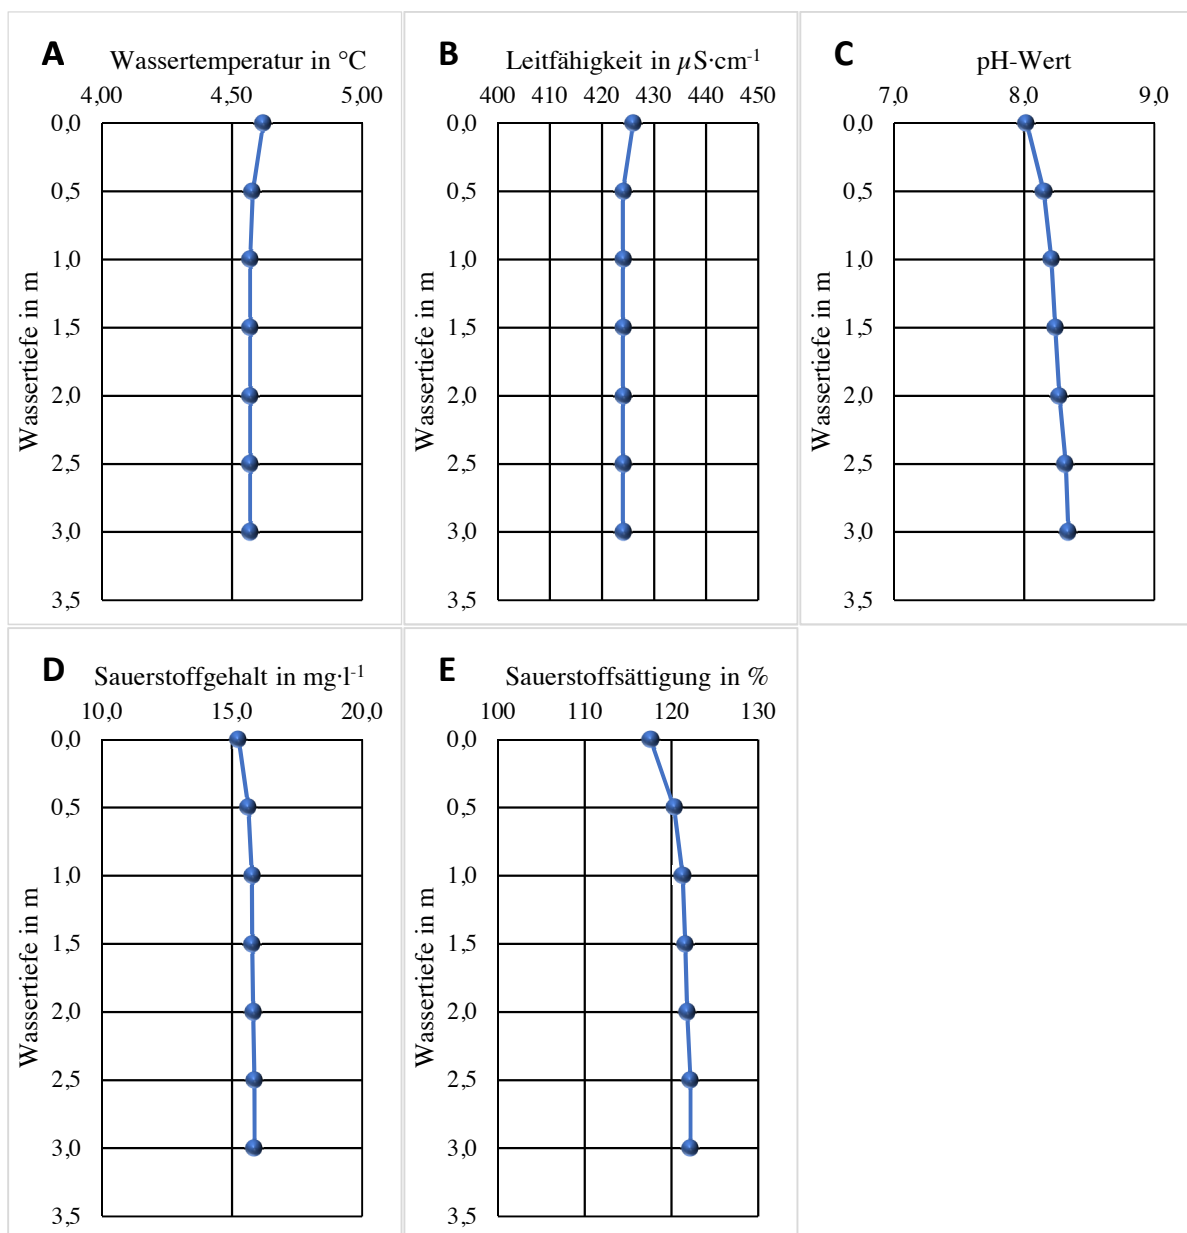 A Wassertemperatur in °C
4,00 4,50 5,00
0,0
0,5
1,0
1,5
2,0
2,5
3,0
3,5
Wassertiefe in m
B Leitfähigkeit in µS·cm⁻¹
400 410 420 430 440 450
0,0
0,5
1,0
1,5
2,0
2,5
3,0
3,5
Wassertiefe in m
C pH-Wert
7,0 8,0 9,0
0,0
0,5
1,0
1,5
2,0
2,5
3,0
3,5
Wassertiefe in m
D Sauerstoffgehalt in mg·l⁻¹
10,0 15,0 20,0
0,0
0,5
1,0
1,5
2,0
2,5
3,0
3,5
Wassertiefe in m
E Sauerstoffsättigung in %
100 110 120 130
0,0
0,5
1,0
1,5
2,0
2,5
3,0
3,5
Wassertiefe in m